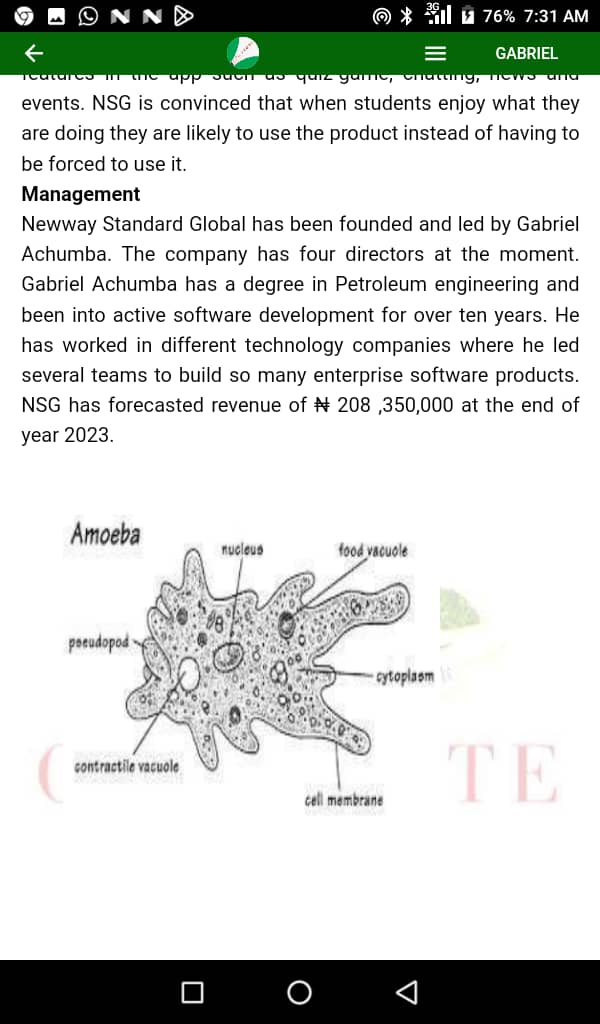 3G
76% 7:31 AM
GABRIEL
features in the app such as quiz game, chatting, news and
events. NSG is convinced that when students enjoy what they
are doing they are likely to use the product instead of having to
be forced to use it.
Management
Newway Standard Global has been founded and led by Gabriel
Achumba. The company has four directors at the moment.
Gabriel Achumba has a degree in Petroleum engineering and
been into active software development for over ten years. He
has worked in different technology companies where he led
several teams to build so many enterprise software products.
NSG has forecasted revenue of ₦ 208 ,350,000 at the end of
year 2023.
Amoeba
nucleus
food vacuole
pseudopod
cytoplasm
contractile vacuole
TE
cell membrane